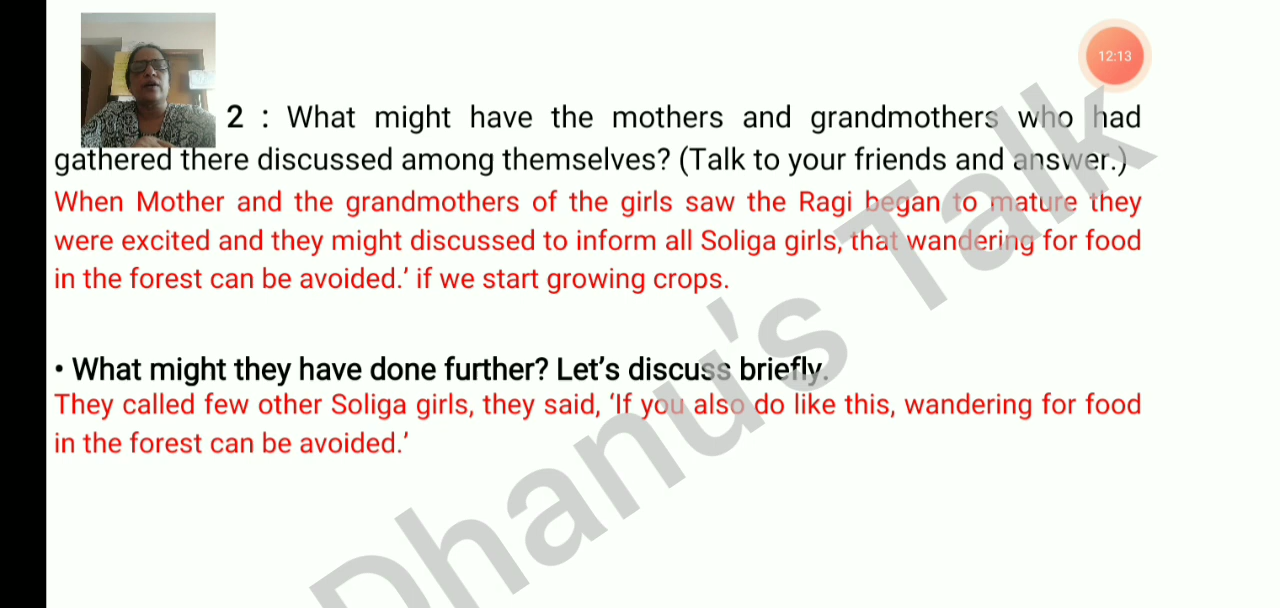 12:13
2 : What might have the mothers and grandmothers who had
gathered there discussed among themselves? (Talk to your friends and answer.)
When Mother and the grandmothers of the girls saw the Ragi began to mature they
were excited and they might discussed to inform all Soliga girls, that wandering for food
in the forest can be avoided.’ if we start growing crops.
• What might they have done further? Let’s discuss briefly.
They called few other Soliga girls, they said, ‘If you also do like this, wandering for food
in the forest can be avoided.’
Dhanu's Talk